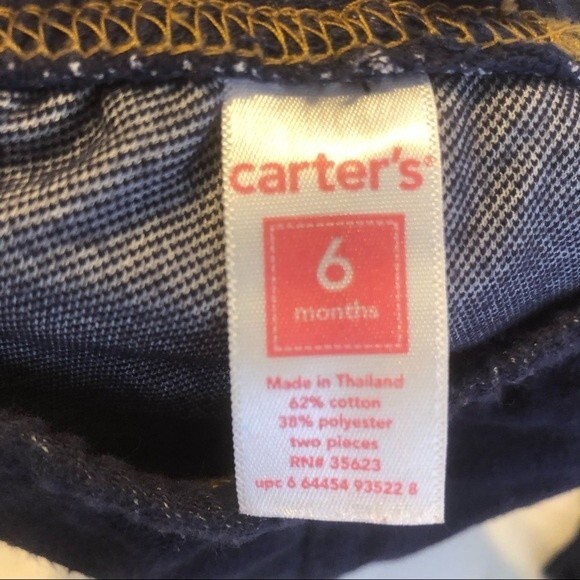 carter's®
6
months
Made in Thailand
62% cotton
38% polyester
two pieces
RN# 35623
upc 6 64454 93522 8